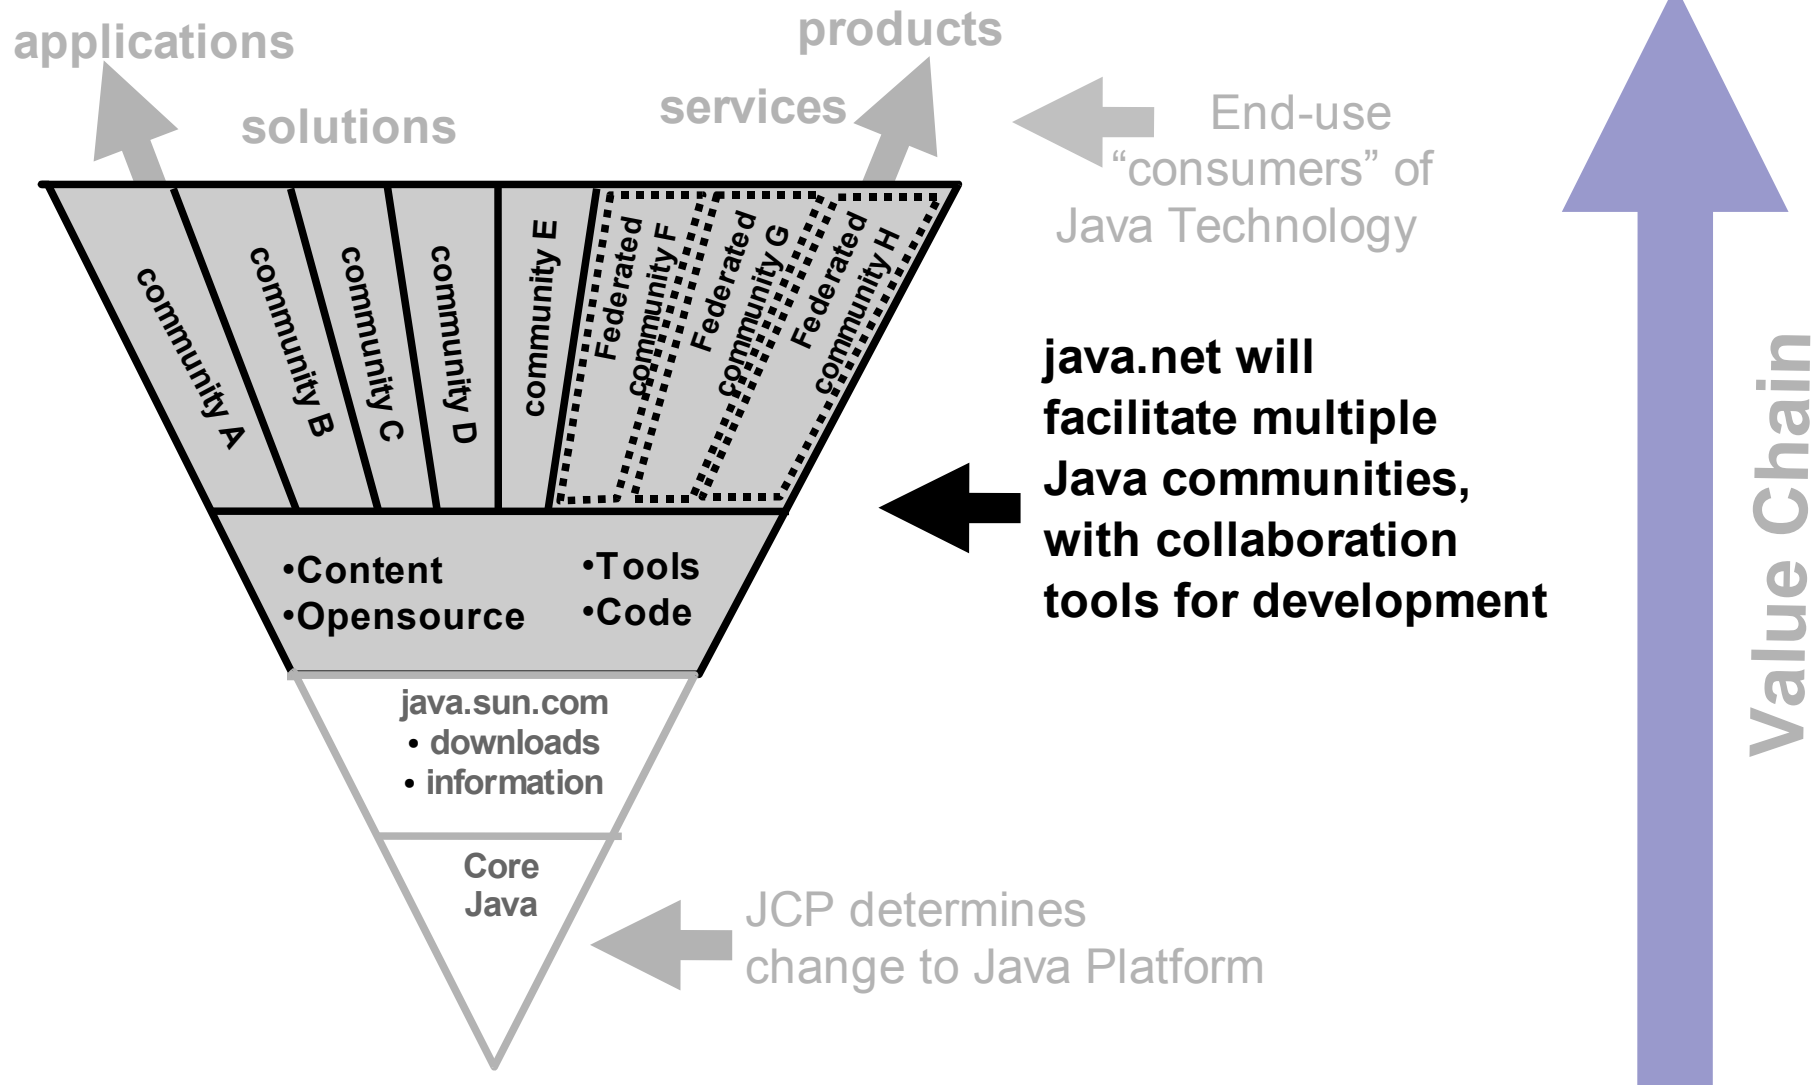 applications
products
solutions
services
End-use
“consumers” of
Java Technology
community A
community B
community C
community D
community E
Federated
community F
Federated
community G
Federated
community H
java.net will
facilitate multiple
Java communities,
with collaboration
tools for development
•Content
•Opensource
•Tools
•Code
java.sun.com
• downloads
• information
Core
Java
JCP determines
change to Java Platform
Value Chain